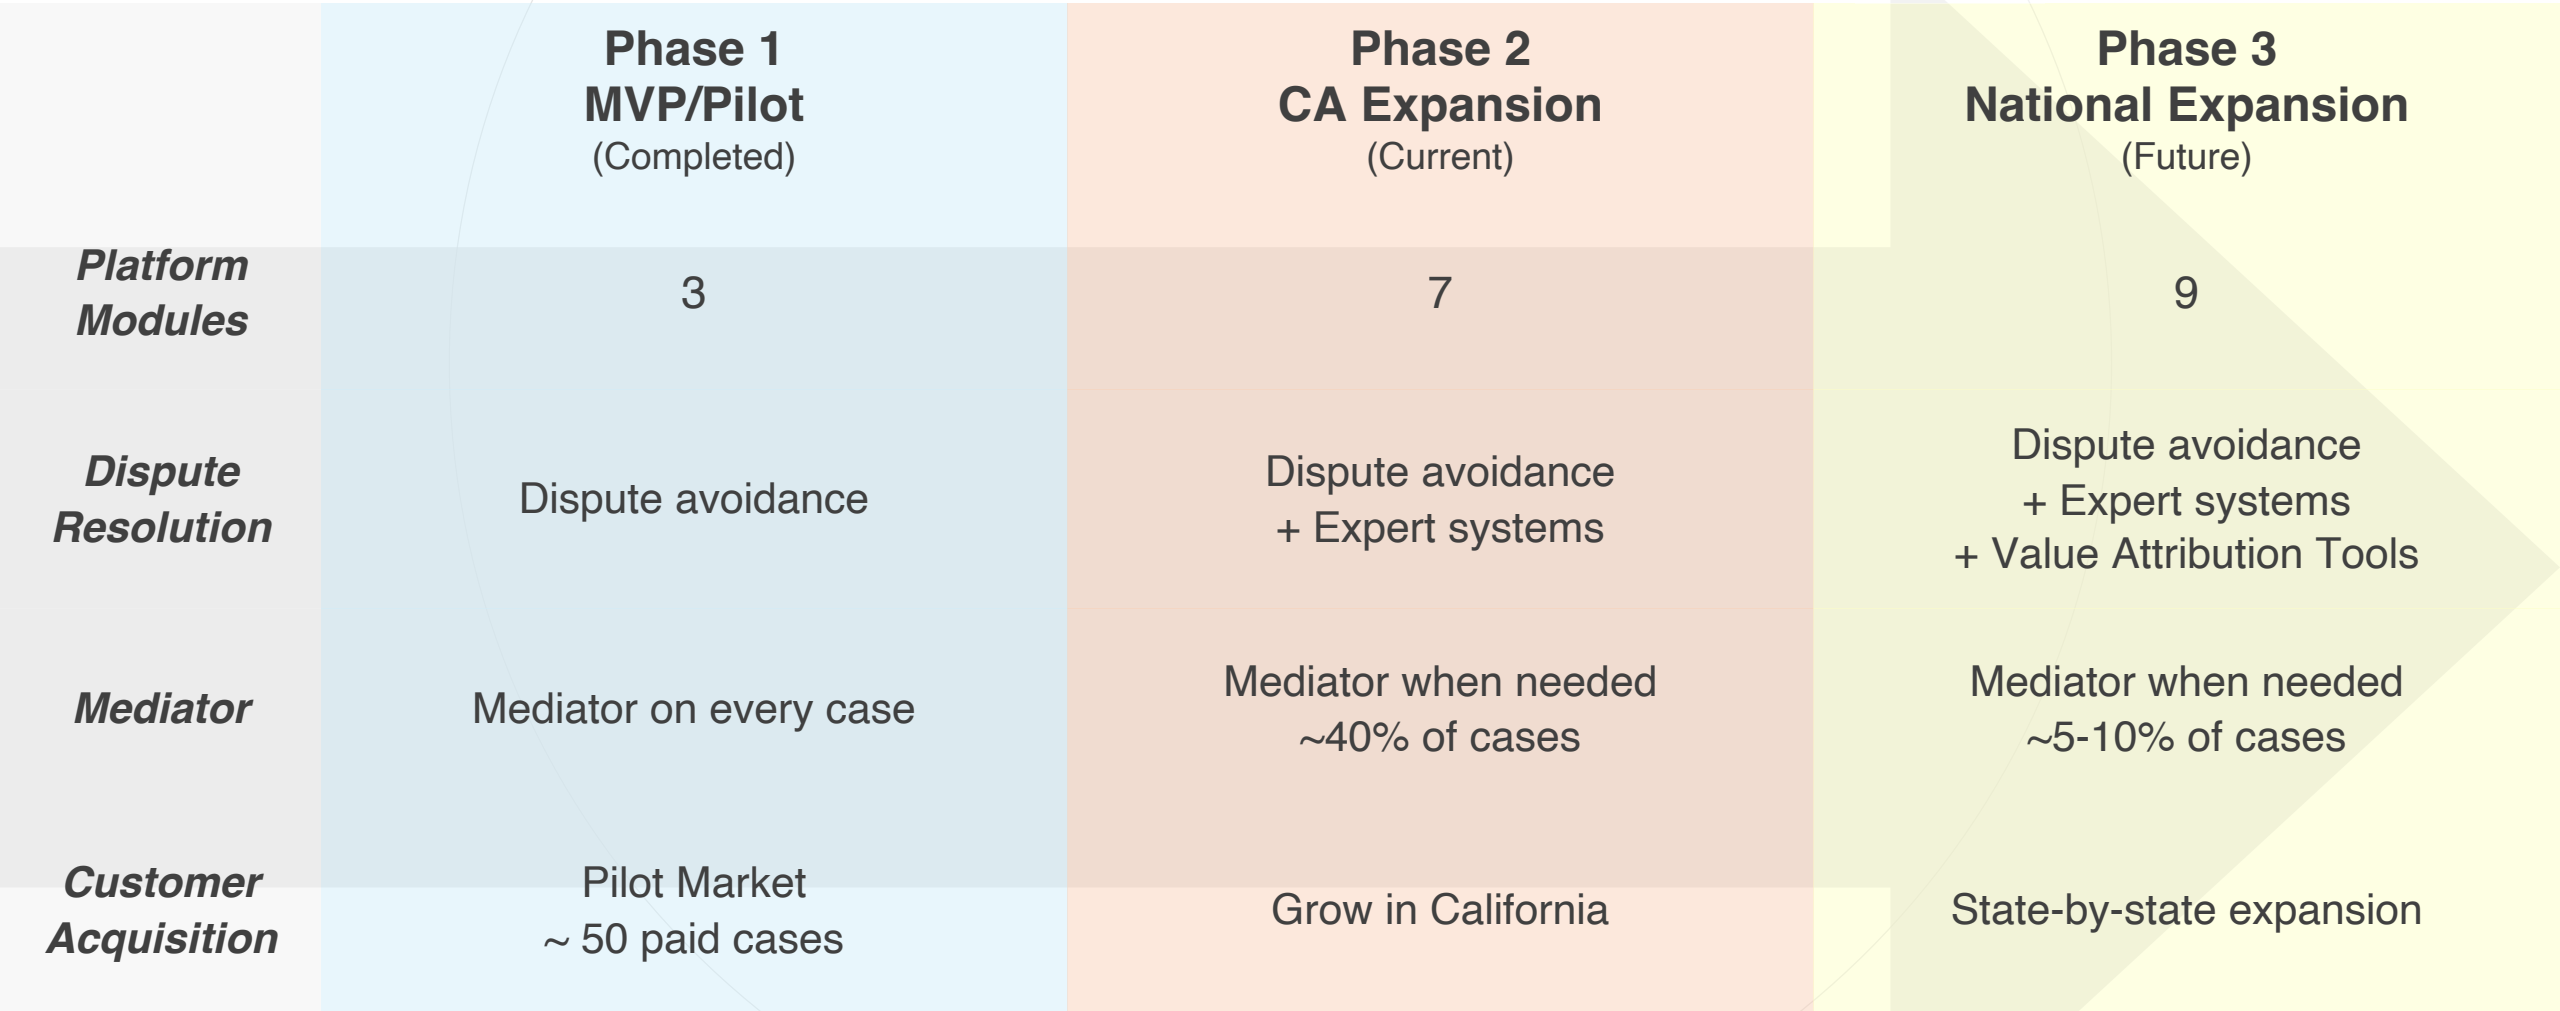 Phase 1
MVP/Pilot
(Completed)
Phase 2
CA Expansion
(Current)
Phase 3
National Expansion
(Future)
Platform
Modules
3
7
9
Dispute
Resolution
Dispute avoidance
Dispute avoidance
+ Expert systems
Dispute avoidance
+ Expert systems
+ Value Attribution Tools
Mediator
Mediator on every case
Mediator when needed
~40% of cases
Mediator when needed
~5-10% of cases
Customer
Acquisition
Pilot Market
~ 50 paid cases
Grow in California
State-by-state expansion